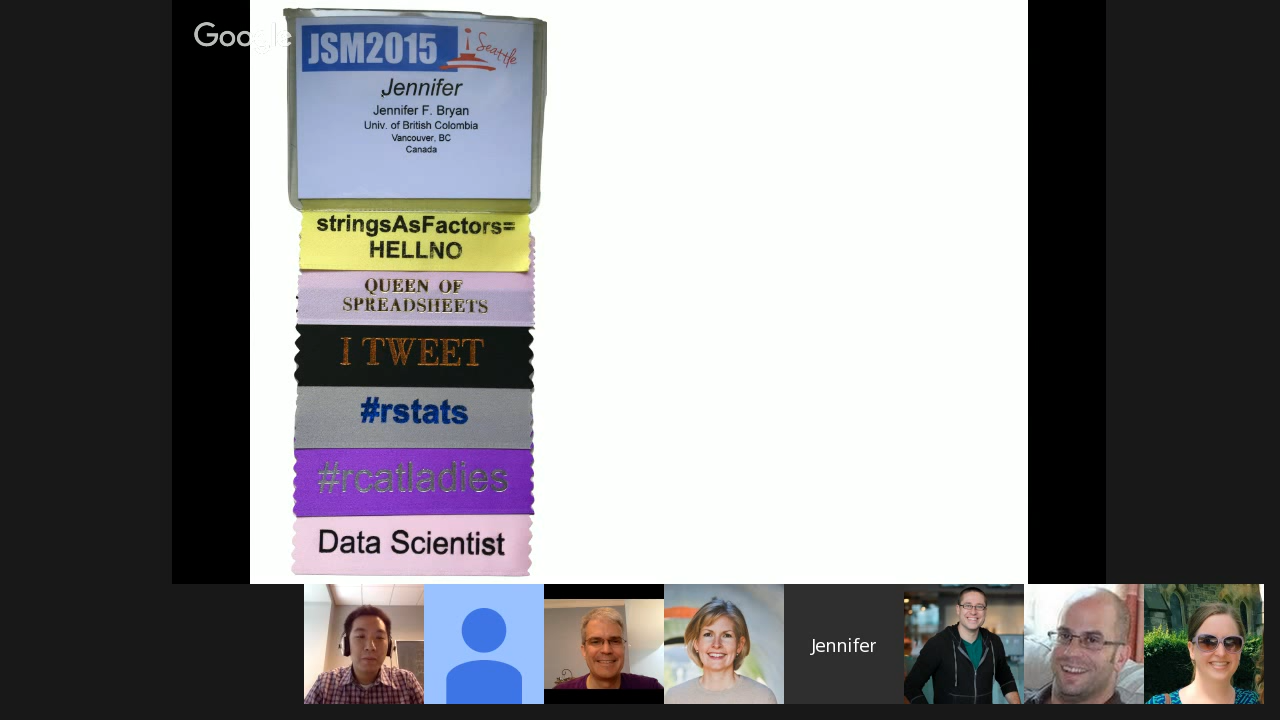 Google
JSM2015
Seattle
Jennifer
Jennifer F. Bryan
Univ. of British Colombia
Vancouver, BC
Canada
stringsAsFactors=
HELLNO
QUEEN OF
SPREADSHEETS
I TWEET
#rstats
#rcatladies
Data Scientist
Jennifer